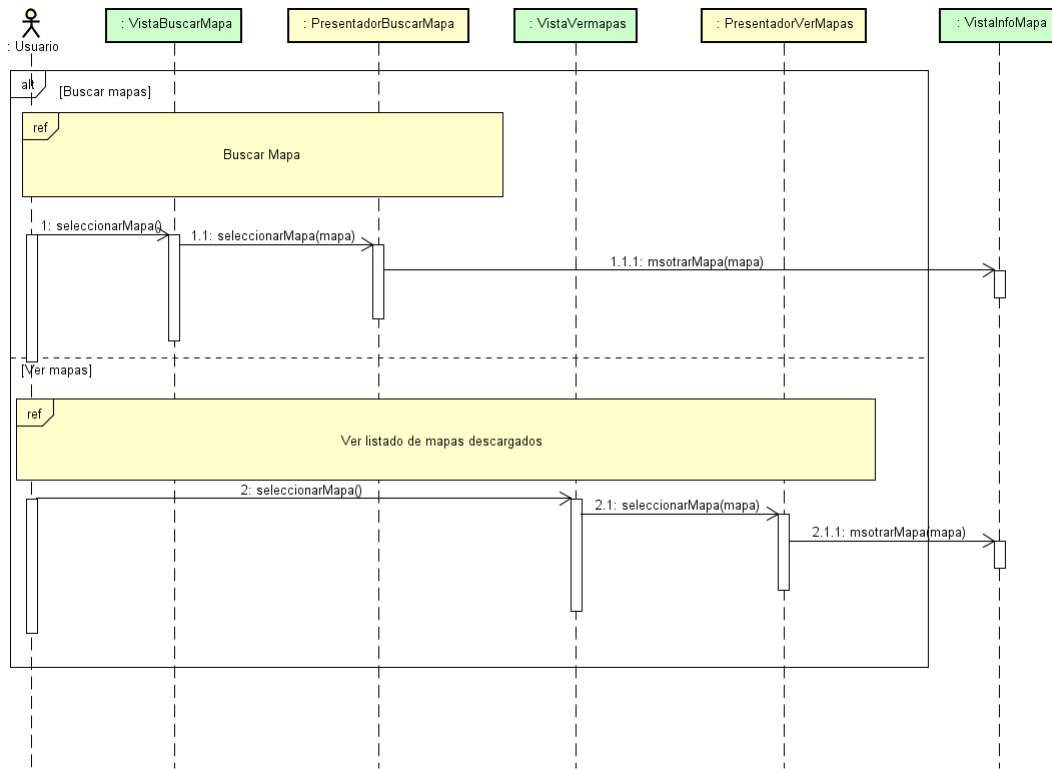 : Usuario
: VistaBuscarMapa
: PresentadorBuscarMapa
: VistaVermapas
: PresentadorVerMapas
: VistaInfoMapa
alt
[Buscar mapas]
ref
Buscar Mapa
1: seleccionarMapa()
1.1: seleccionarMapa(mapa)
1.1.1: msotrarMapa(mapa)
[Ver mapas]
ref
Ver listado de mapas descargados
2: seleccionarMapa()
2.1: seleccionarMapa(mapa)
2.1.1: msotrarMapa(mapa)